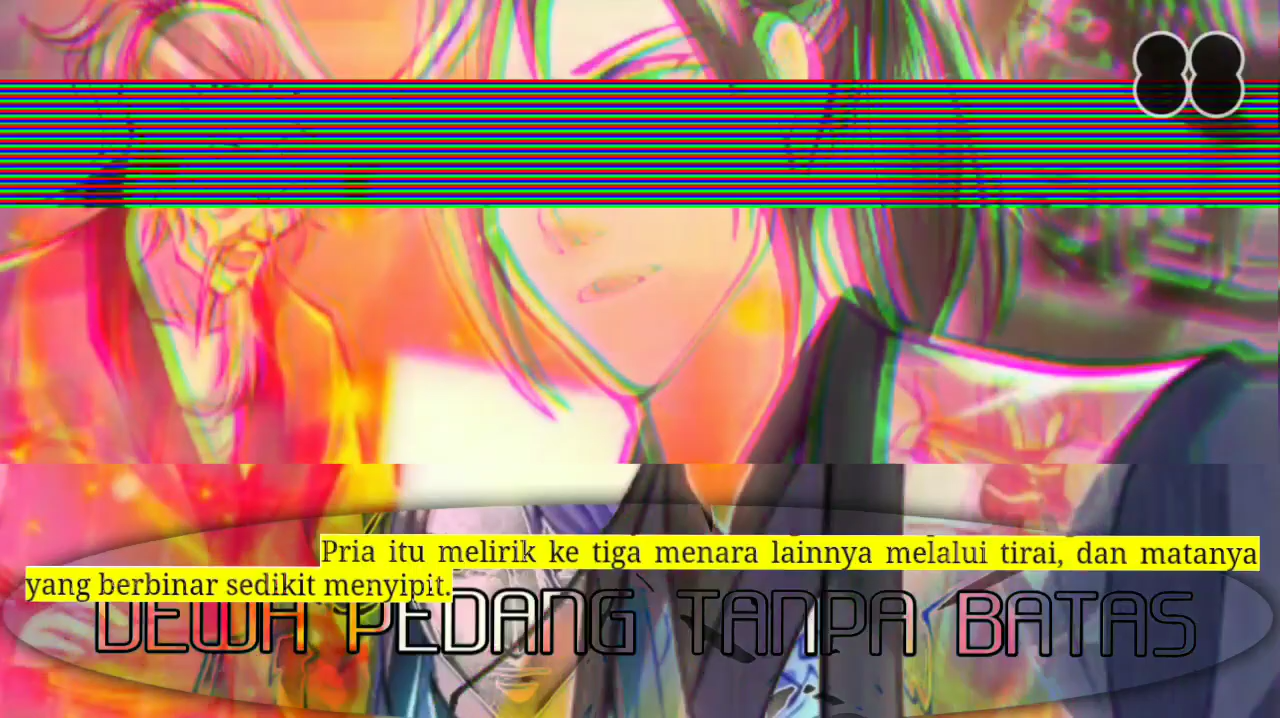 Pria itu melirik ke tiga menara lainnya melalui tirai, dan matanya
yang berbinar sedikit menyipit.
DEWA PEDANG TANPA BATAS